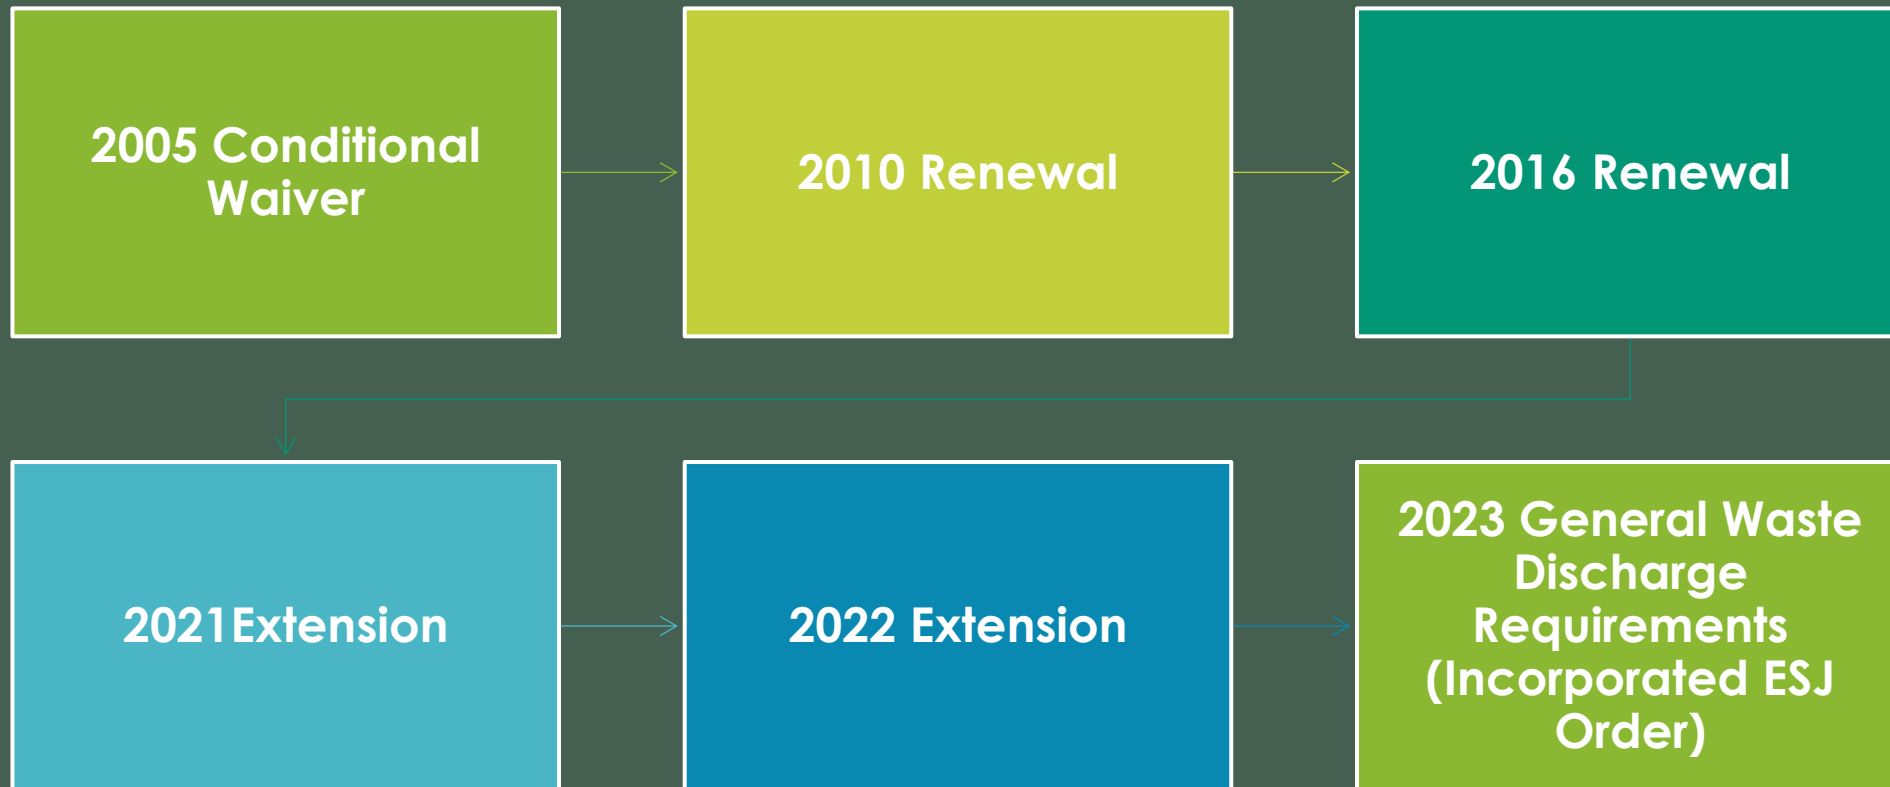 2005 Conditional
Waiver
2010 Renewal
2016 Renewal
2021Extension
2022 Extension
2023 General Waste
Discharge
Requirements
(Incorporated ESJ
Order)